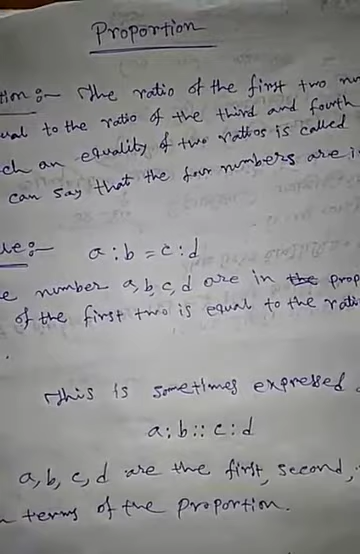 Proportion
tion :- The ratio of the first two nu
ual to the ratio of the third and fourth
ch an equality of two ratios is called
can say that the four numbers are i
le :- a : b = c : d
e number a, b, c, d are in the prop
of the first two is equal to the ratio
.
This is sometimes expressed
a : b :: c : d
a, b, c, d are the first, second,
terms of the proportion.